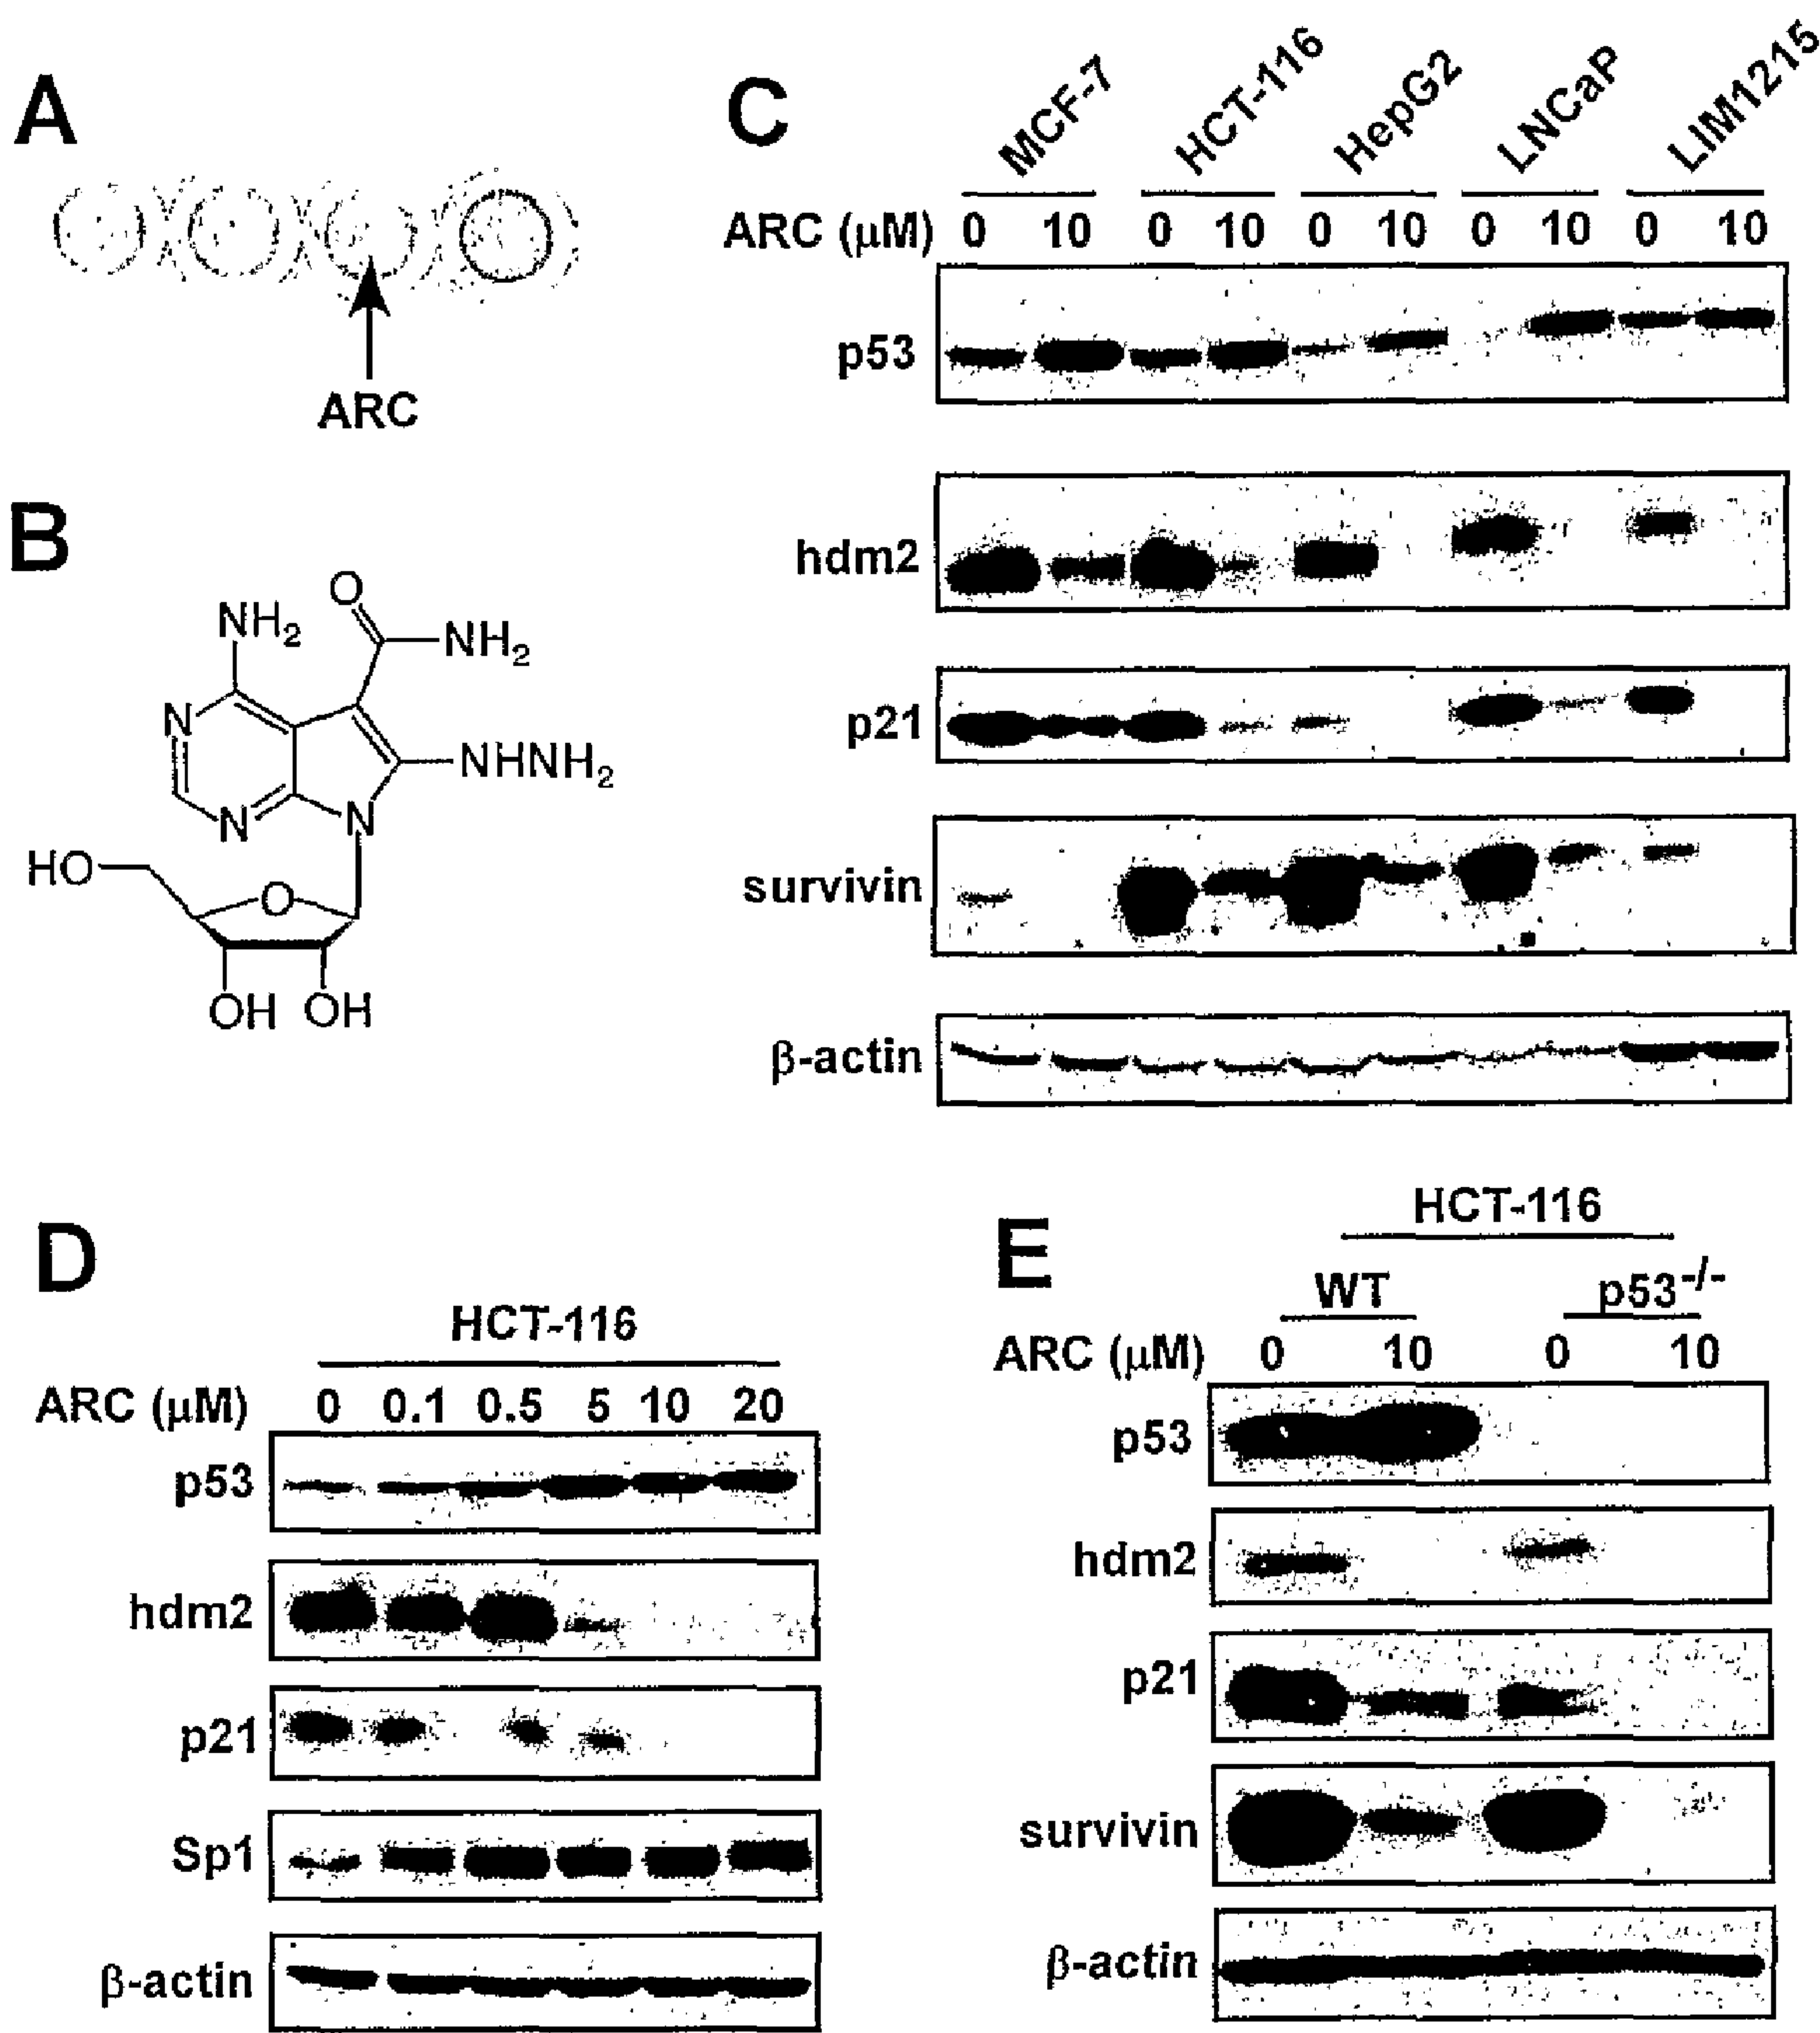 A
ARC
B
NH2
O
NH2
N
NHNH2
N
N
HO
O
OH OH
C
MCF-7 HCT-116 HepG2 LNCaP LIM1215
ARC (μM) 0 10 0 10 0 10 0 10 0 10
p53
hdm2
p21
survivin
β-actin
D
HCT-116
ARC (μM) 0 0.1 0.5 5 10 20
p53
hdm2
p21
Sp1
β-actin
E
HCT-116
WT p53-/-
ARC (μM) 0 10 0 10
p53
hdm2
p21
survivin
β-actin